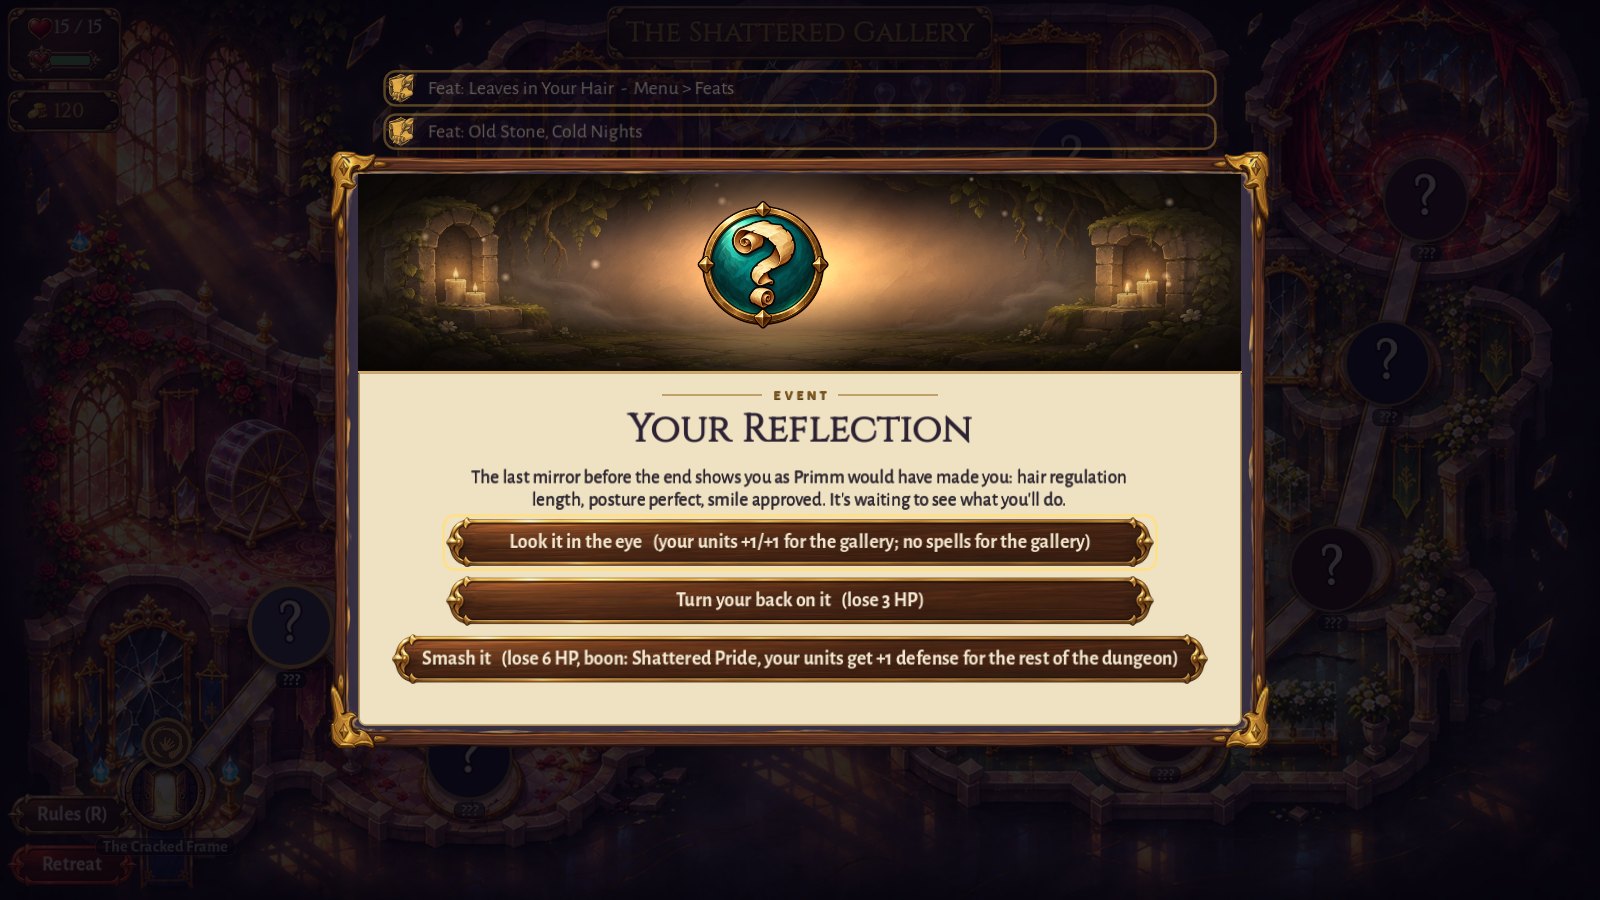 15 / 15
THE SHATTERED GALLERY
120
Feat: Leaves in Your Hair - Menu > Feats
Feat: Old Stone, Cold Nights
?
?
?
?
?
?
?
EVENT
YOUR REFLECTION
The last mirror before the end shows you as Primm would have made you: hair regulation
length, posture perfect, smile approved. It's waiting to see what you'll do.
Look it in the eye (your units +1/+1 for the gallery; no spells for the gallery)
Turn your back on it (lose 3 HP)
Smash it (lose 6 HP, boon: Shattered Pride, your units get +1 defense for the rest of the dungeon)
???
???
???
???
???
???
Rules (R)
The Cracked Frame
Retreat